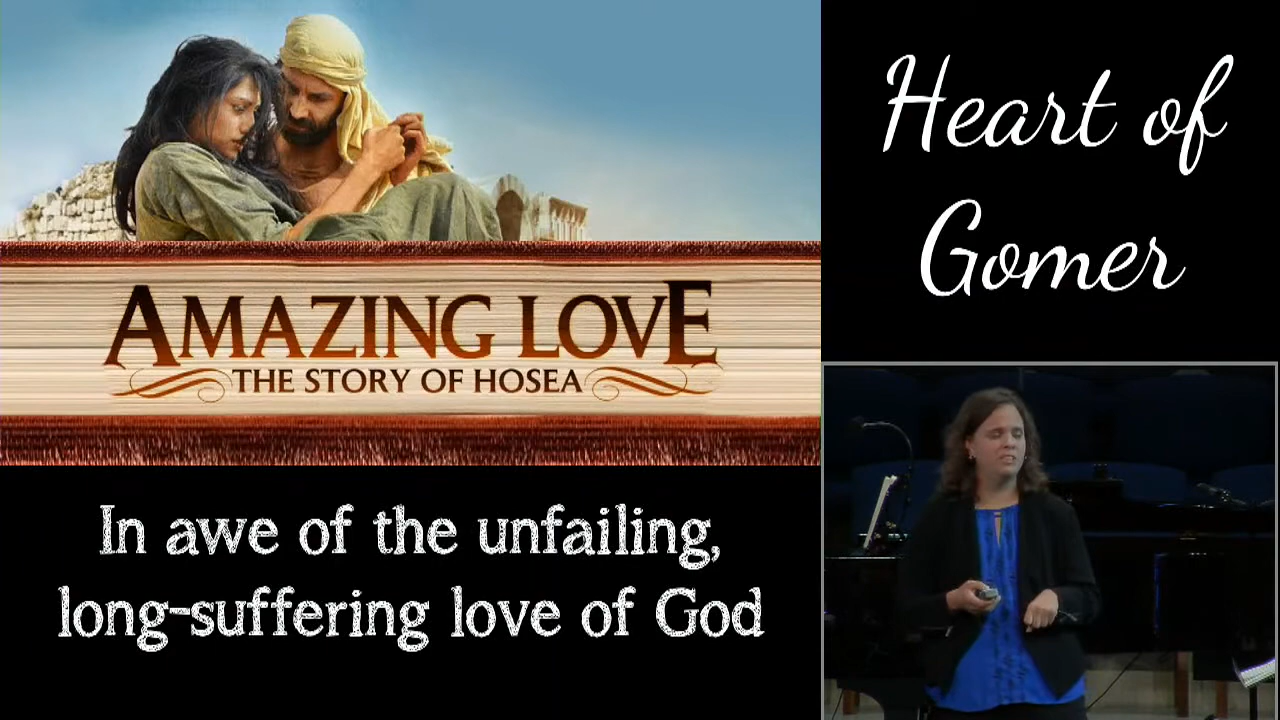 AMAZING LOVE
THE STORY OF HOSEA
In awe of the unfailing,
long-suffering love of God
Heart of
Gomer